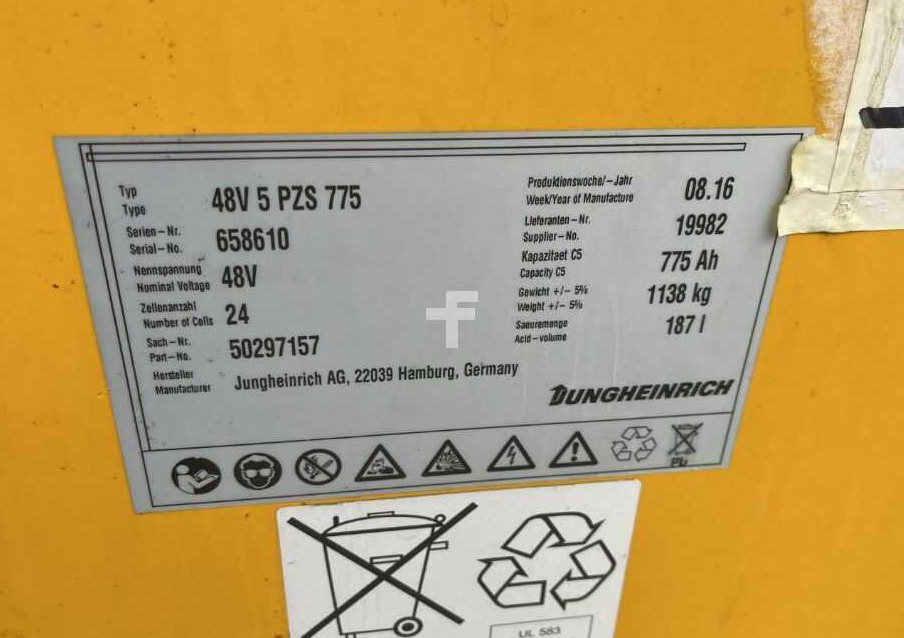 Typ
Type
48V 5 PZS 775
Serien-Nr.
Serial-No.
658610
Nennspannung
Nominal Voltage
48V
Zellenanzahl
Number of Cells
24
Sach-Nr.
Part-No.
50297157
Hersteller
Manufacturer
Jungheinrich AG, 22039 Hamburg, Germany
Produktionswoche/-Jahr
Week/Year of Manufacture
08.16
Lieferanten-Nr.
Supplier-No.
19982
Kapazitaet C5
Capacity C5
775 Ah
Gewicht +/- 5%
Weight +/- 5%
1138 kg
Saeuremenge
Acid-volume
187 l
JUNGHEINRICH
Pb
UL 583